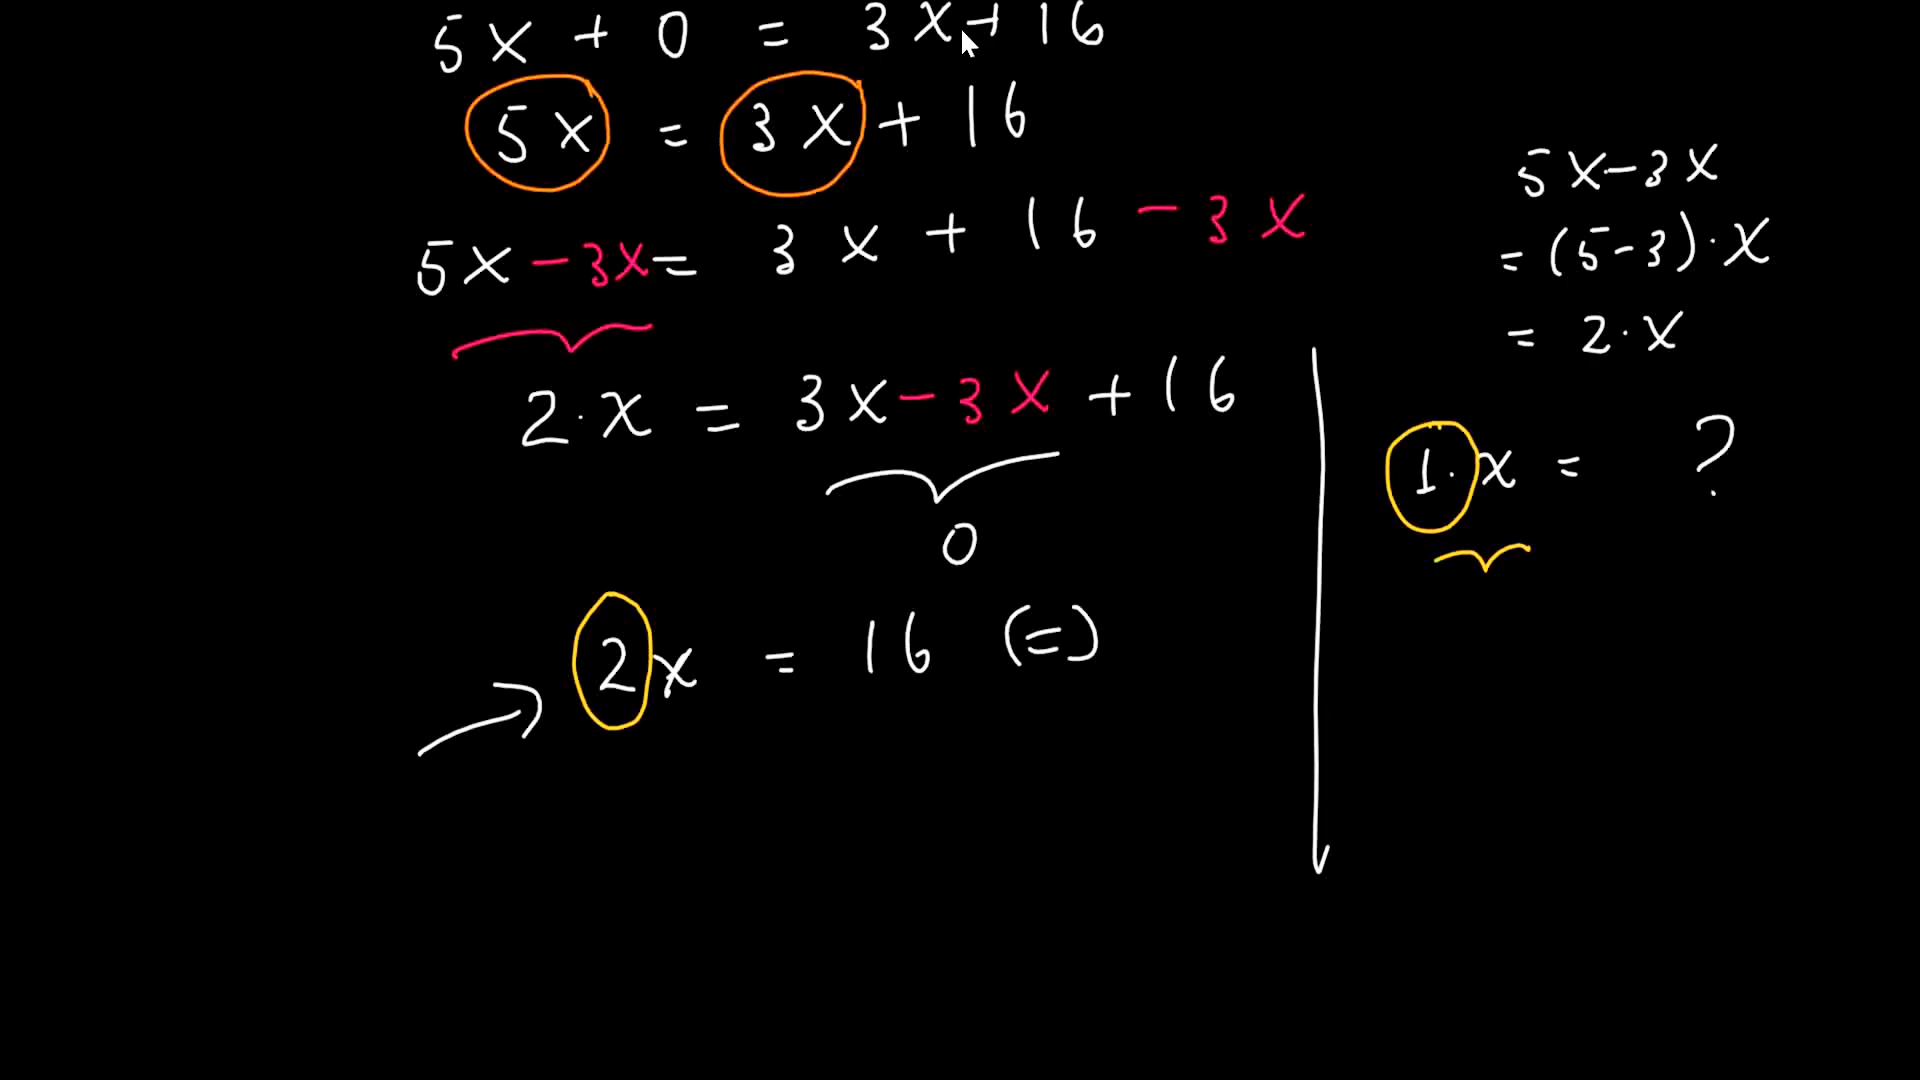 5x + 0 = 3x + 16
5x = 3x + 16
5x - 3x = 3x + 16 - 3x
2·x = 3x - 3x + 16
0
2x = 16 (=)
5x - 3x
= (5-3)·x
= 2·x
1·x = ?